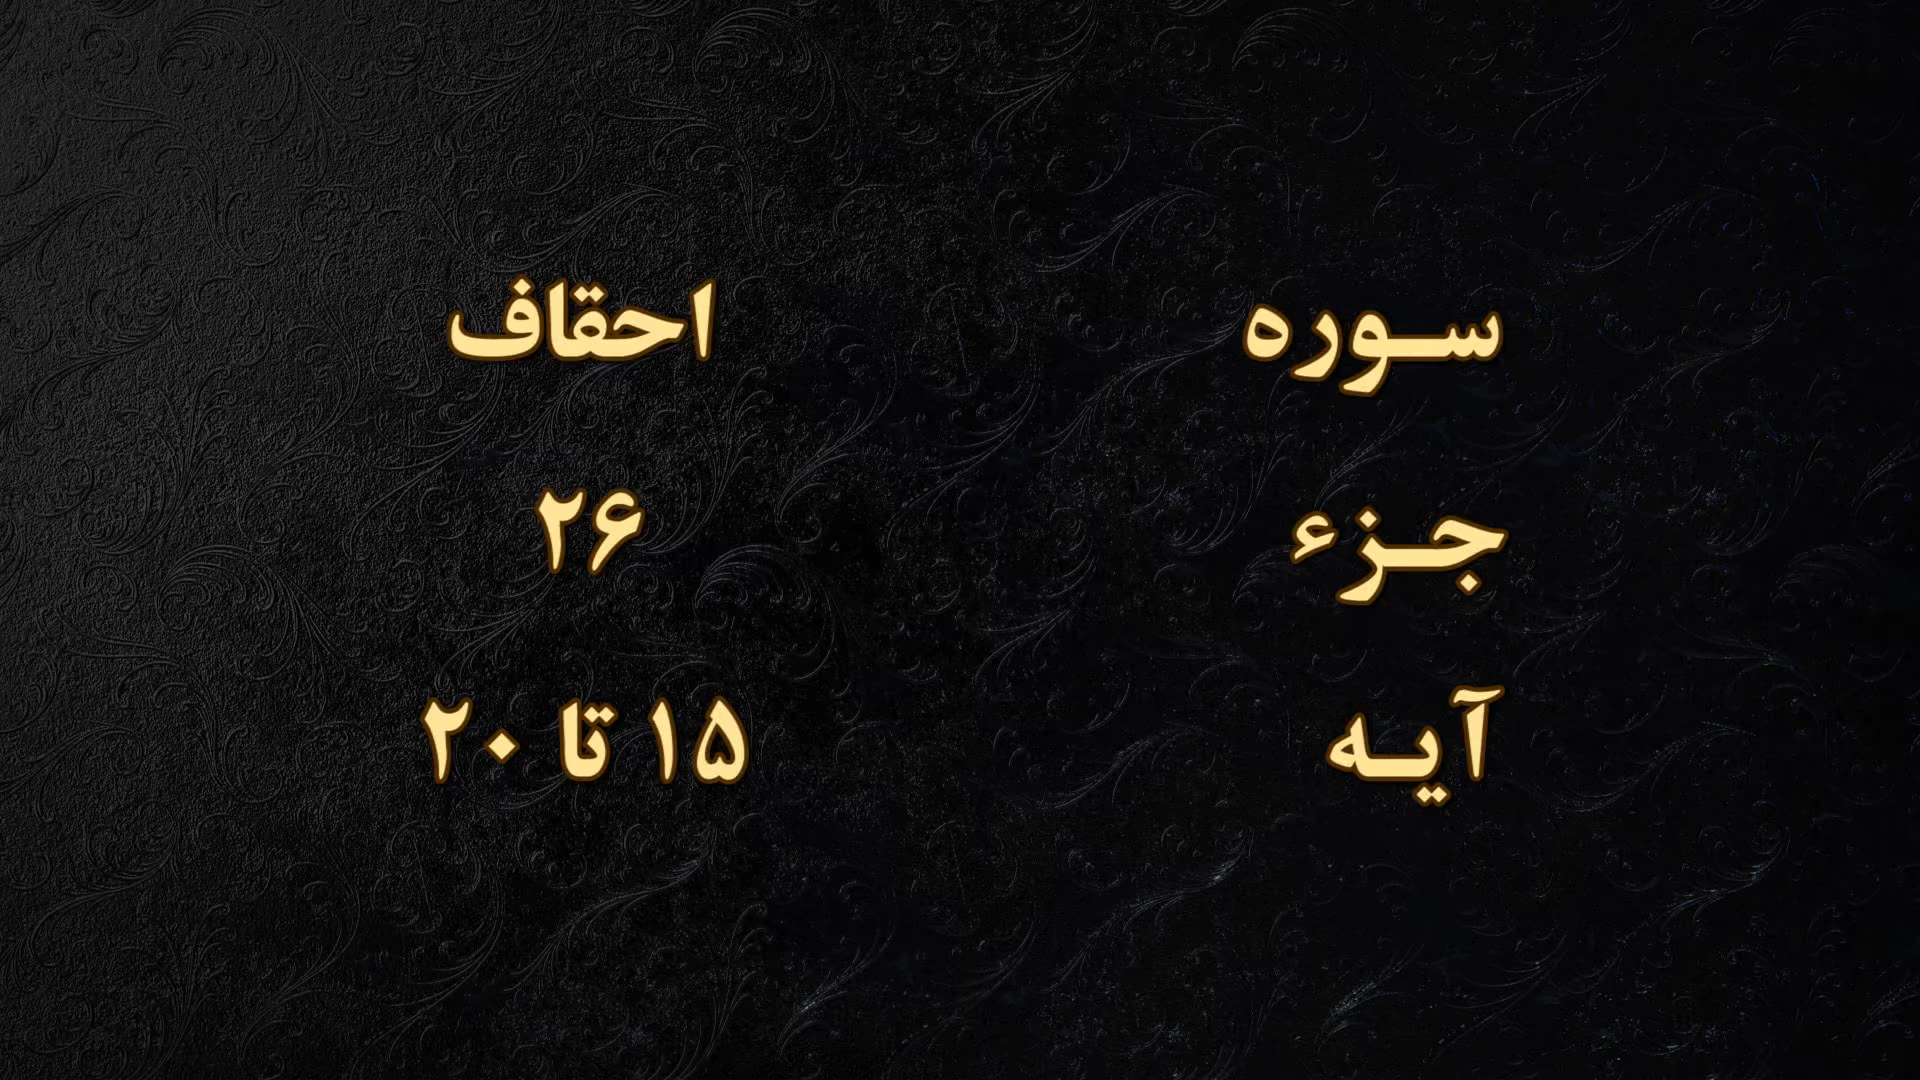 سوره احقاف
جزء ۲۶
آیه ۱۵ تا ۲۰